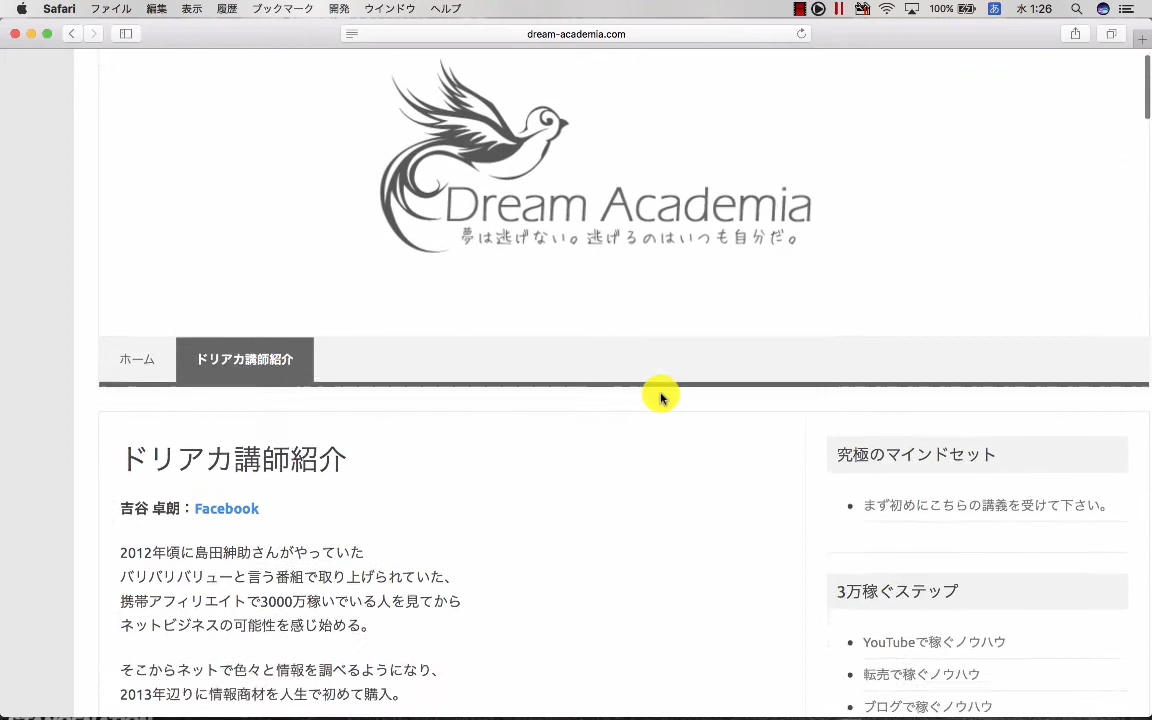 Safari ファイル 編集 表示 履歴 ブックマーク 開発 ウインドウ ヘルプ 100% あ 水 1:26
dream-academia.com
Dream Academia
夢は逃げない。逃げるのはいつも自分だ。
ホーム ドリアカ講師紹介
ドリアカ講師紹介
吉谷 卓朗：Facebook
2012年頃に島田紳助さんがやっていた
バリバリバリューと言う番組で取り上げられていた、
携帯アフィリエイトで3000万稼いでいる人を見てから
ネットビジネスの可能性を感じ始める。
そこからネットで色々と情報を調べるようになり、
2013年辺りに情報商材を人生で初めて購入。
究極のマインドセット
まず初めにこちらの講義を受けて下さい。
3万稼ぐステップ
YouTubeで稼ぐノウハウ
転売で稼ぐノウハウ
ブログで稼ぐノウハウ